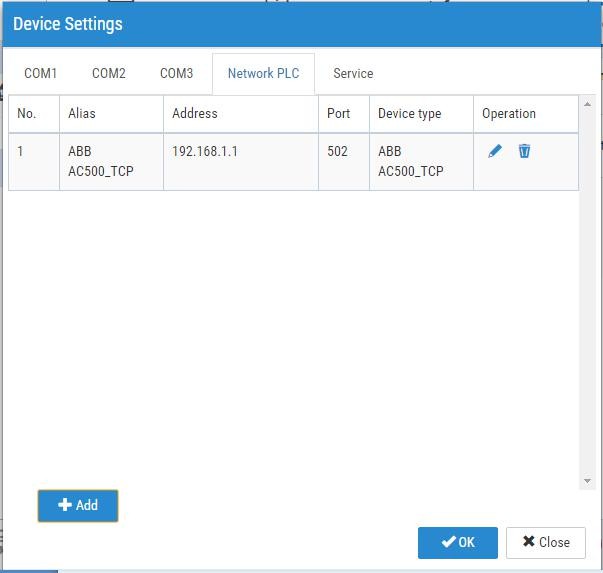 Device Settings
COM1 COM2 COM3 Network PLC Service
No. Alias Address Port Device type Operation
1 ABB 192.168.1.1 502 ABB
AC500_TCP AC500_TCP
Add
OK Close